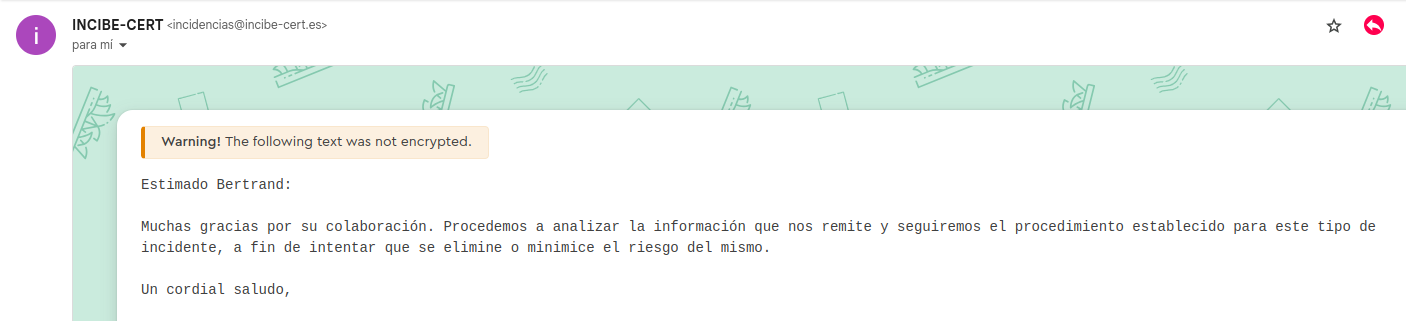 i
INCIBE-CERT <incidencias@incibe-cert.es>
para mí
Warning! The following text was not encrypted.
Estimado Bertrand:
Muchas gracias por su colaboración. Procedemos a analizar la información que nos remite y seguiremos el procedimiento establecido para este tipo de
incidente, a fin de intentar que se elimine o minimice el riesgo del mismo.
Un cordial saludo,